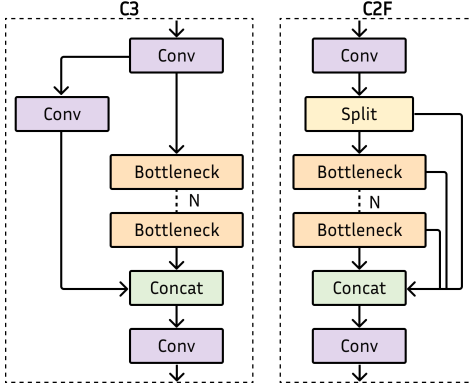 C3
Conv
Conv
Bottleneck
N
Bottleneck
Concat
Conv
C2F
Conv
Split
Bottleneck
N
Bottleneck
Concat
Conv